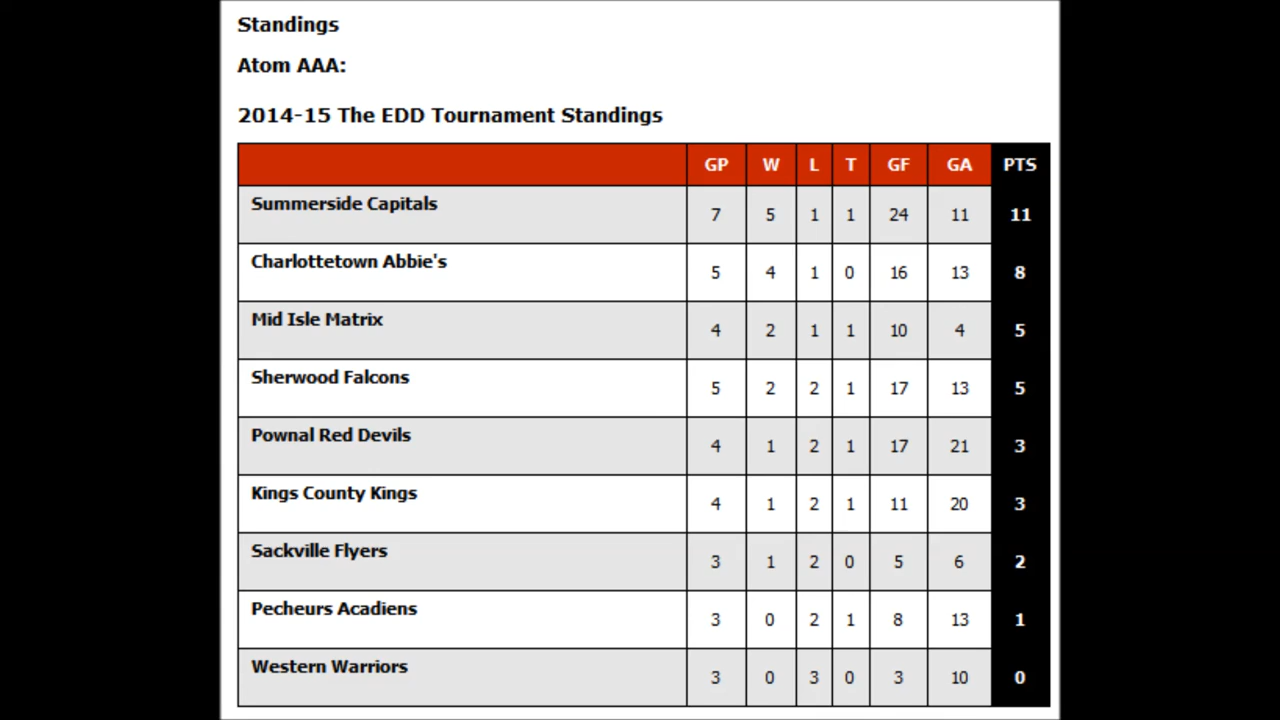 Standings
Atom AAA:
2014-15 The EDD Tournament Standings
GP W L T GF GA PTS
Summerside Capitals 7 5 1 1 24 11 11
Charlottetown Abbie's 5 4 1 0 16 13 8
Mid Isle Matrix 4 2 1 1 10 4 5
Sherwood Falcons 5 2 2 1 17 13 5
Pownal Red Devils 4 1 2 1 17 21 3
Kings County Kings 4 1 2 1 11 20 3
Sackville Flyers 3 1 2 0 5 6 2
Pecheurs Acadiens 3 0 2 1 8 13 1
Western Warriors 3 0 3 0 3 10 0